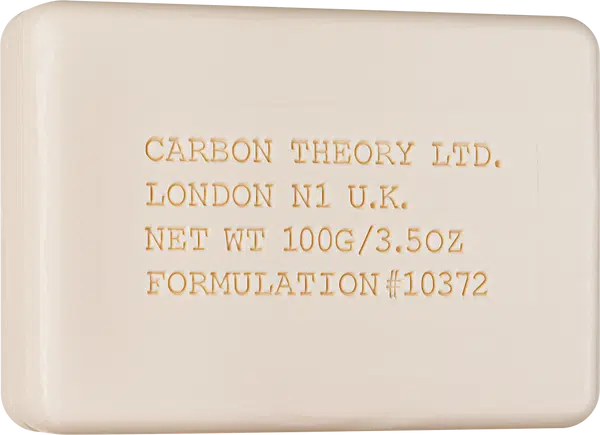 CARBON THEORY LTD.
LONDON N1 U.K.
NET WT 100G/3.5OZ
FORMULATION #10372